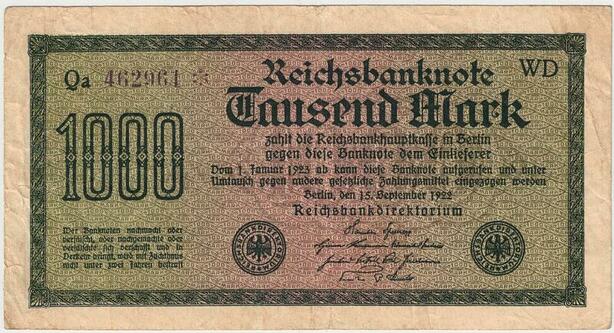 Qa 462961 * Reichsbanknote WD
Tausend Mark
1000
zahlt die Reichsbankhauptkasse in Berlin
gegen diese Banknote dem Einlieferer
Vom 1. Januar 1923 ab kann diese Banknote aufgerufen und unter
Umtausch gegen andere gesetzliche Zahlungsmittel eingezogen werden
Berlin, den 15. September 1922
Reichsbankdirektorium
Wer Banknoten nachmacht oder
verfälscht, oder nachgemachte oder
verfälschte sich verschafft und in
Verkehr bringt, wird mit Zuchthaus
nicht unter zwei Jahren bestraft